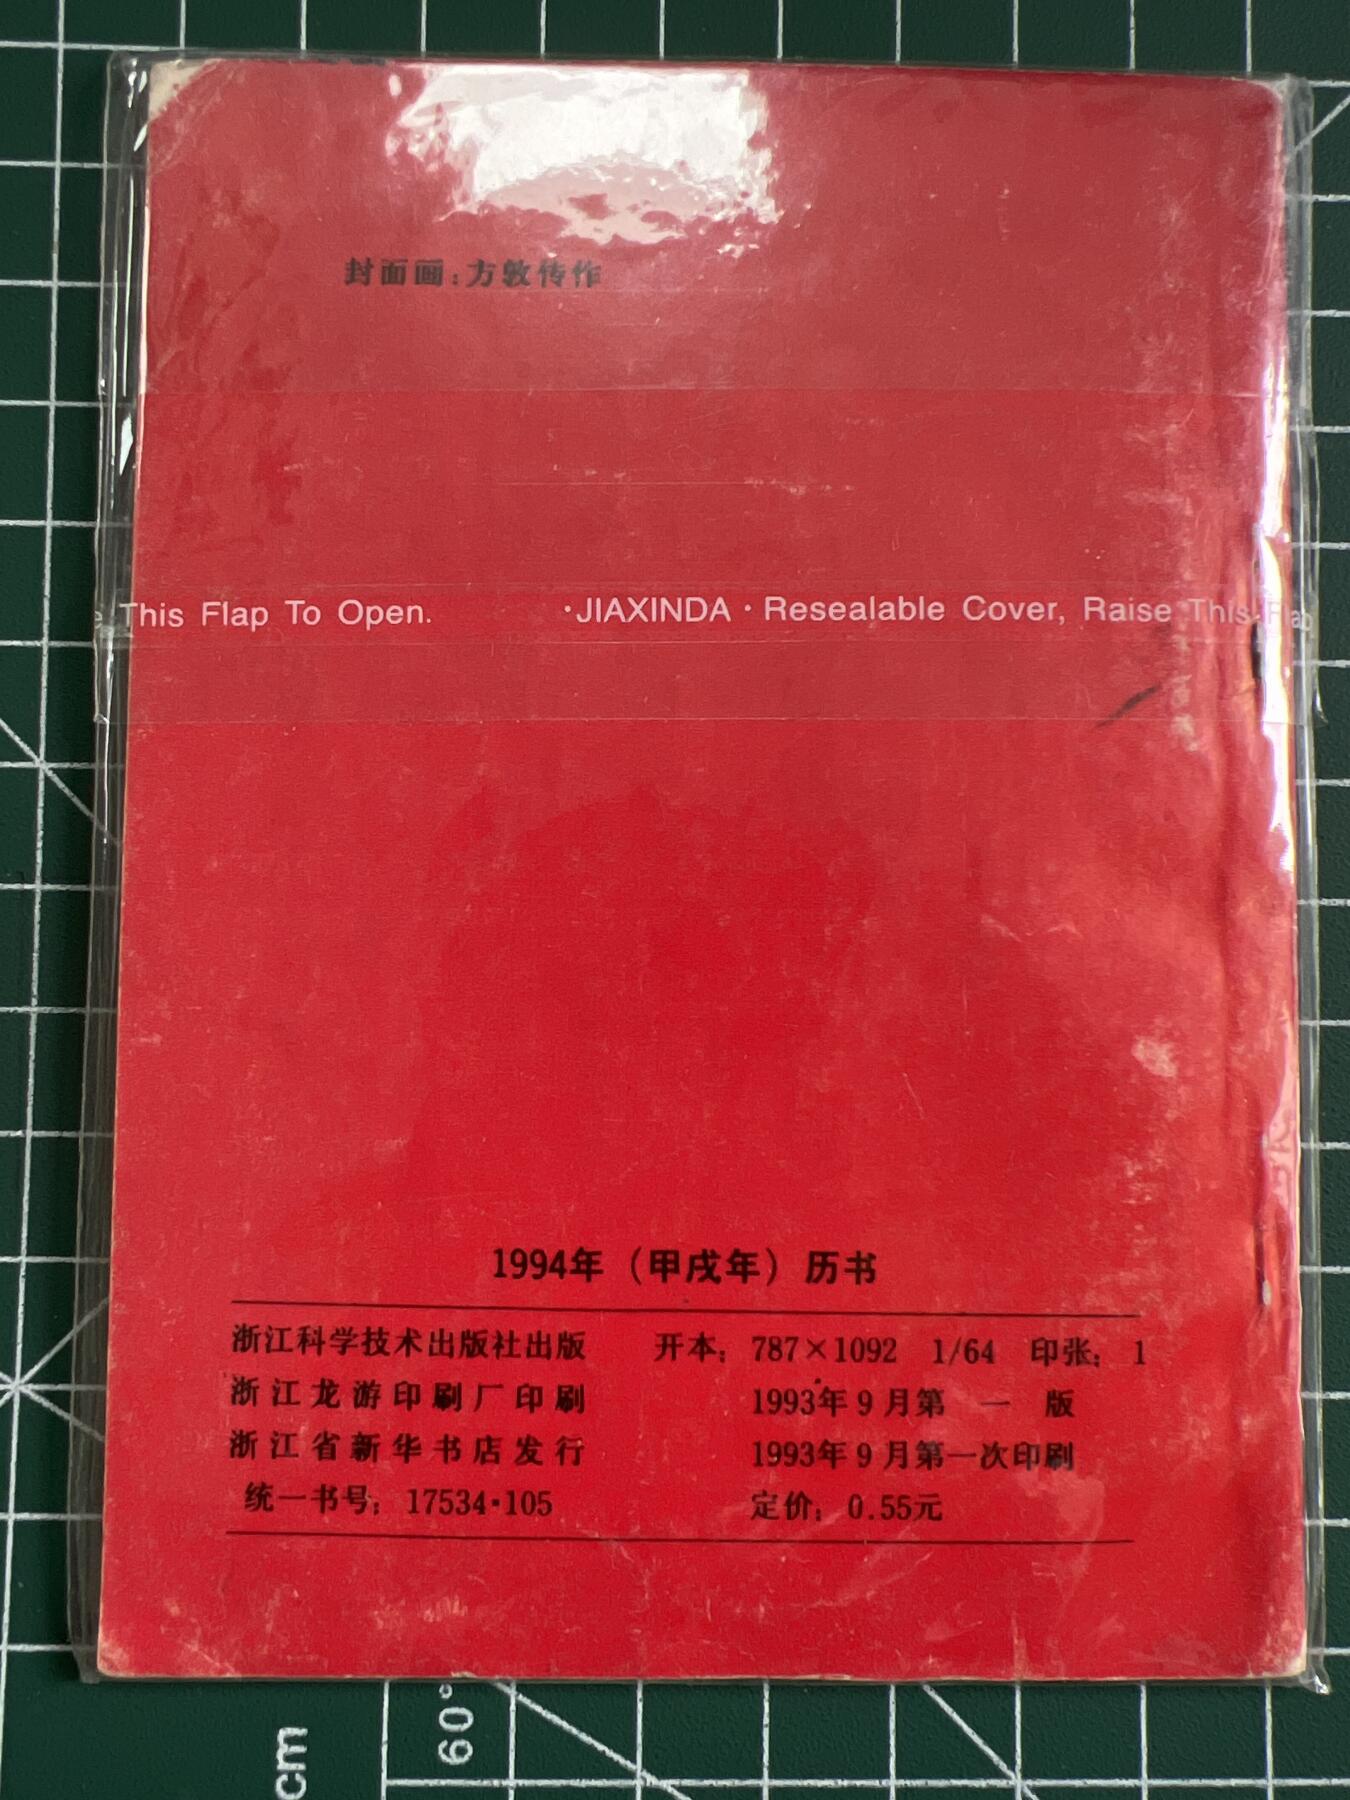 封面画：方敦传作
This Flap To Open. ·JIAXINDA·Resealable Cover, Raise This Flap
1994年（甲戌年）历书
浙江科学技术出版社出版 开本：787×1092 1/64 印张：1
浙江龙游印刷厂印刷 1993年9月第一版
浙江省新华书店发行 1993年9月第一次印刷
统一书号：17534·105 定价：0.55元
cm
60°